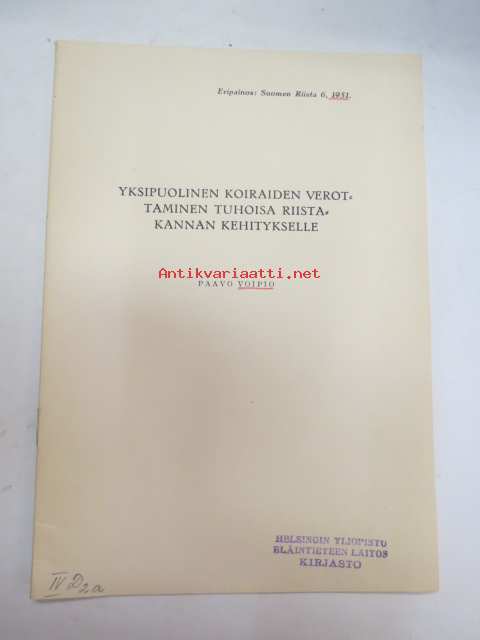 Eripainos: Suomen Riista 6, 1951.
YKSIPUOLINEN KOIRAIDEN VEROT-
TAMINEN TUHOISA RIISTA-
KANNAN KEHITYKSELLE
Antikvariaatti.net
PAAVO VOIPIO
HELSINGIN YLIOPISTO
ELÄINTIETEEN LAITOS
KIRJASTO
IV D2a